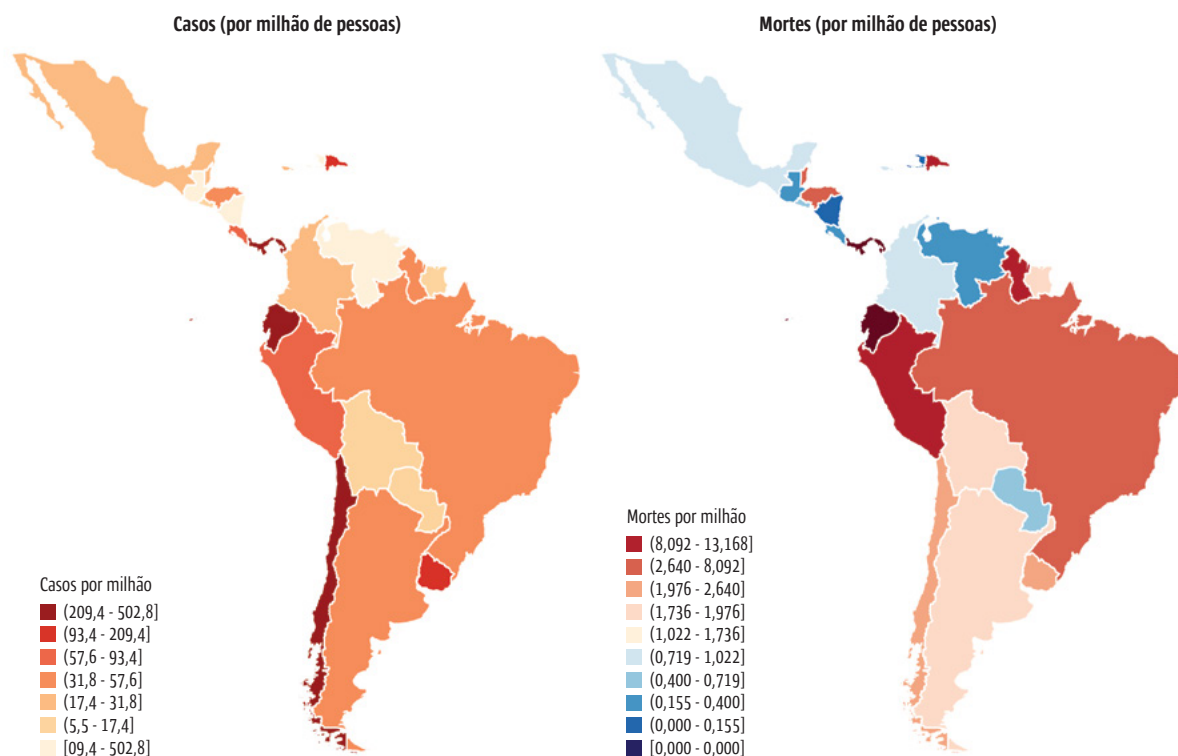 Casos (por milhão de pessoas)
Casos por milhão
(209,4 - 502,8]
(93,4 - 209,4]
(57,6 - 93,4]
(31,8 - 57,6]
(17,4 - 31,8]
(5,5 - 17,4]
[09,4 - 502,8]
Mortes (por milhão de pessoas)
Mortes por milhão
(8,092 - 13,168]
(2,640 - 8,092]
(1,976 - 2,640]
(1,736 - 1,976]
(1,022 - 1,736]
(0,719 - 1,022]
(0,400 - 0,719]
(0,155 - 0,400]
(0,000 - 0,155]
[0,000 - 0,000]